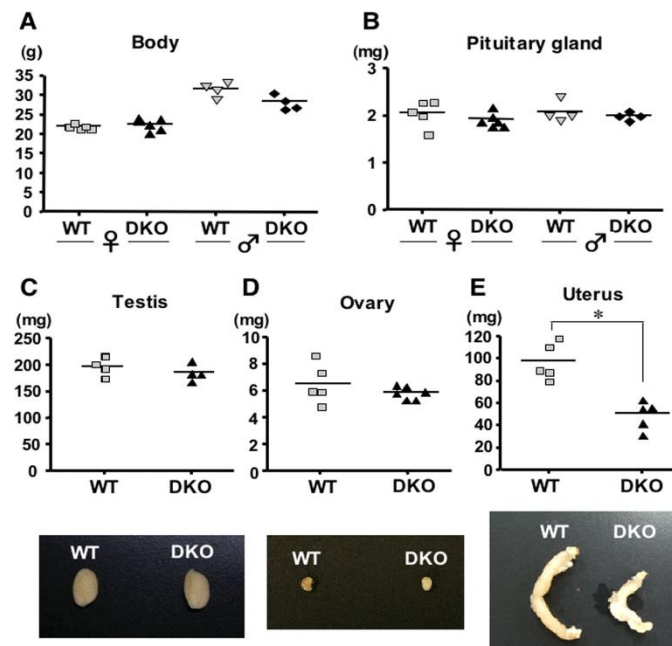 A
Body
(g)
35
30
25
20
15
10
5
0
WT DKO WT DKO
♀ ♂
B
Pituitary gland
(mg)
3
2
1
0
WT DKO WT DKO
♀ ♂
C
Testis
(mg)
250
200
150
100
50
0
WT DKO
D
Ovary
(mg)
10
8
6
4
2
0
WT DKO
E
Uterus
(mg)
*
120
100
80
60
40
20
0
WT DKO
WT DKO
WT DKO
WT DKO